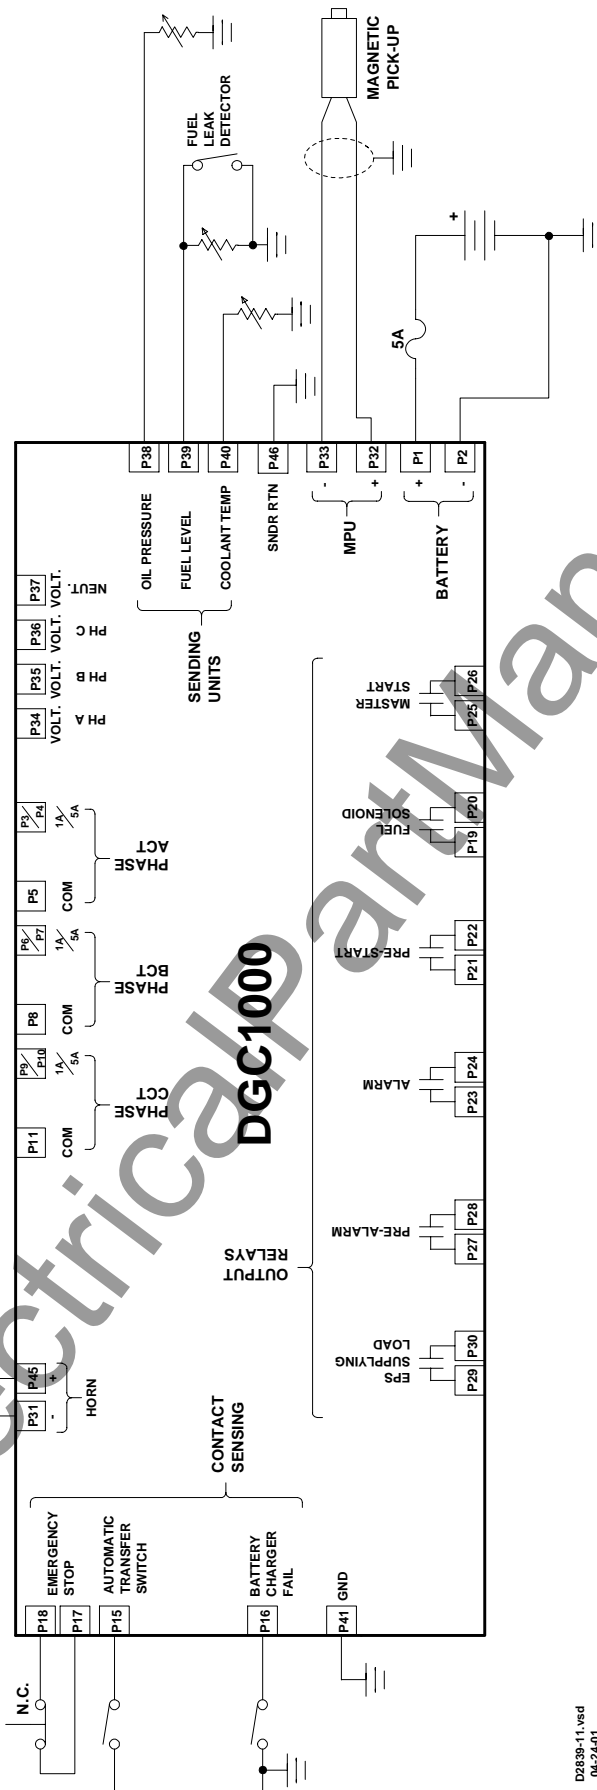 FUEL
LEAK
DETECTOR
MAGNETIC
PICK-UP
5A
+
P38
P39
P40
P46
P33
P32
P1
P2
OIL PRESSURE
FUEL LEVEL
COOLANT TEMP
SNDR RTN
-
+
+
-
MPU
BATTERY
SENDING
UNITS
P37
P36
P35
P34
VOLT.
VOLT.
VOLT.
VOLT.
NEUT.
PH C
PH B
PH A
P3/P4
P5
1A/5A
COM
PHASE
ACT
P6/P7
P8
1A/5A
COM
PHASE
BCT
P9/P10
P11
1A/5A
COM
PHASE
CCT
DGC1000
MASTER
START
P25
P26
FUEL
SOLENOID
P19
P20
PRE-START
P21
P22
ALARM
P23
P24
PRE-ALARM
P27
P28
EPS
SUPPLYING
LOAD
P29
P30
OUTPUT
RELAYS
P45
P31
+
-
HORN
CONTACT
SENSING
EMERGENCY
STOP
AUTOMATIC
TRANSFER
SWITCH
BATTERY
CHARGER
FAIL
GND
P18
P17
P15
P16
P41
N.C.
D2839-11.vsd
04-24-01
ElectricalPartMan